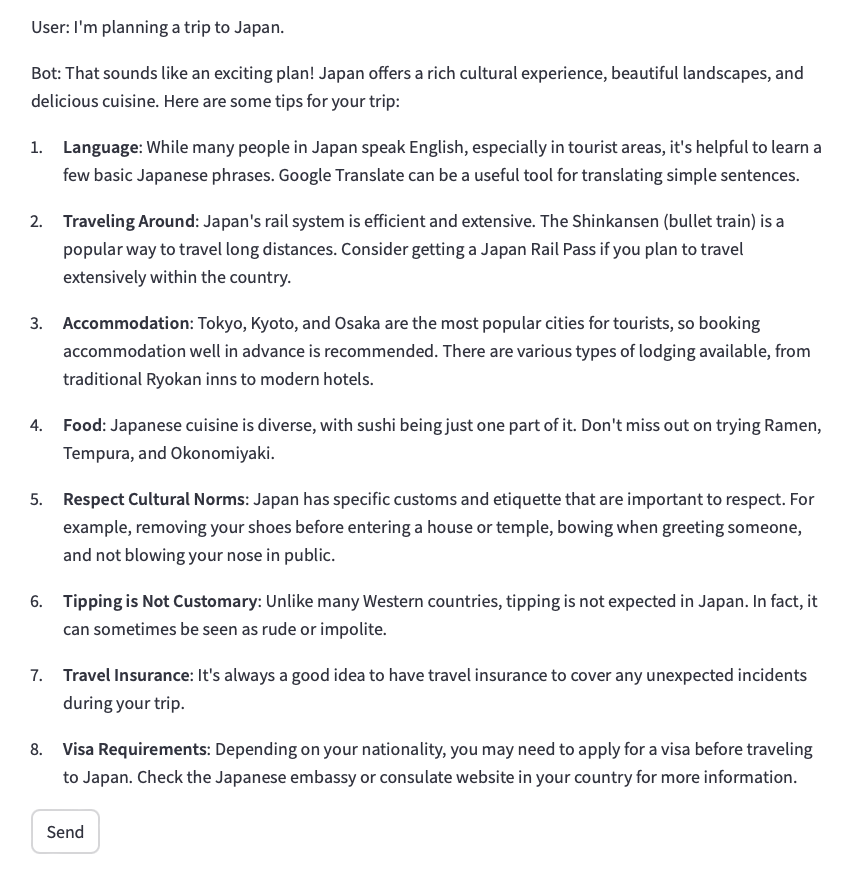 User: I'm planning a trip to Japan.
Bot: That sounds like an exciting plan! Japan offers a rich cultural experience, beautiful landscapes, and
delicious cuisine. Here are some tips for your trip:
1. Language: While many people in Japan speak English, especially in tourist areas, it's helpful to learn a
few basic Japanese phrases. Google Translate can be a useful tool for translating simple sentences.
2. Traveling Around: Japan's rail system is efficient and extensive. The Shinkansen (bullet train) is a
popular way to travel long distances. Consider getting a Japan Rail Pass if you plan to travel
extensively within the country.
3. Accommodation: Tokyo, Kyoto, and Osaka are the most popular cities for tourists, so booking
accommodation well in advance is recommended. There are various types of lodging available, from
traditional Ryokan inns to modern hotels.
4. Food: Japanese cuisine is diverse, with sushi being just one part of it. Don't miss out on trying Ramen,
Tempura, and Okonomiyaki.
5. Respect Cultural Norms: Japan has specific customs and etiquette that are important to respect. For
example, removing your shoes before entering a house or temple, bowing when greeting someone,
and not blowing your nose in public.
6. Tipping is Not Customary: Unlike many Western countries, tipping is not expected in Japan. In fact, it
can sometimes be seen as rude or impolite.
7. Travel Insurance: It's always a good idea to have travel insurance to cover any unexpected incidents
during your trip.
8. Visa Requirements: Depending on your nationality, you may need to apply for a visa before traveling
to Japan. Check the Japanese embassy or consulate website in your country for more information.
Send